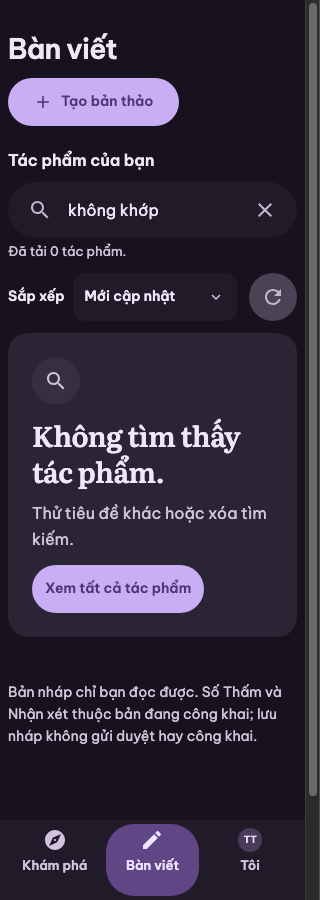 Bàn viết
Tạo bản thảo
Tác phẩm của bạn
không khớp
Đã tải 0 tác phẩm.
Sắp xếp
Mới cập nhật
Không tìm thấy
tác phẩm.
Thử tiêu đề khác hoặc xóa tìm
kiếm.
Xem tất cả tác phẩm
Bản nháp chỉ bạn đọc được. Số Thấm và
Nhận xét thuộc bản đang công khai; lưu
nháp không gửi duyệt hay công khai.
Khám phá
Bàn viết
TT
Tôi